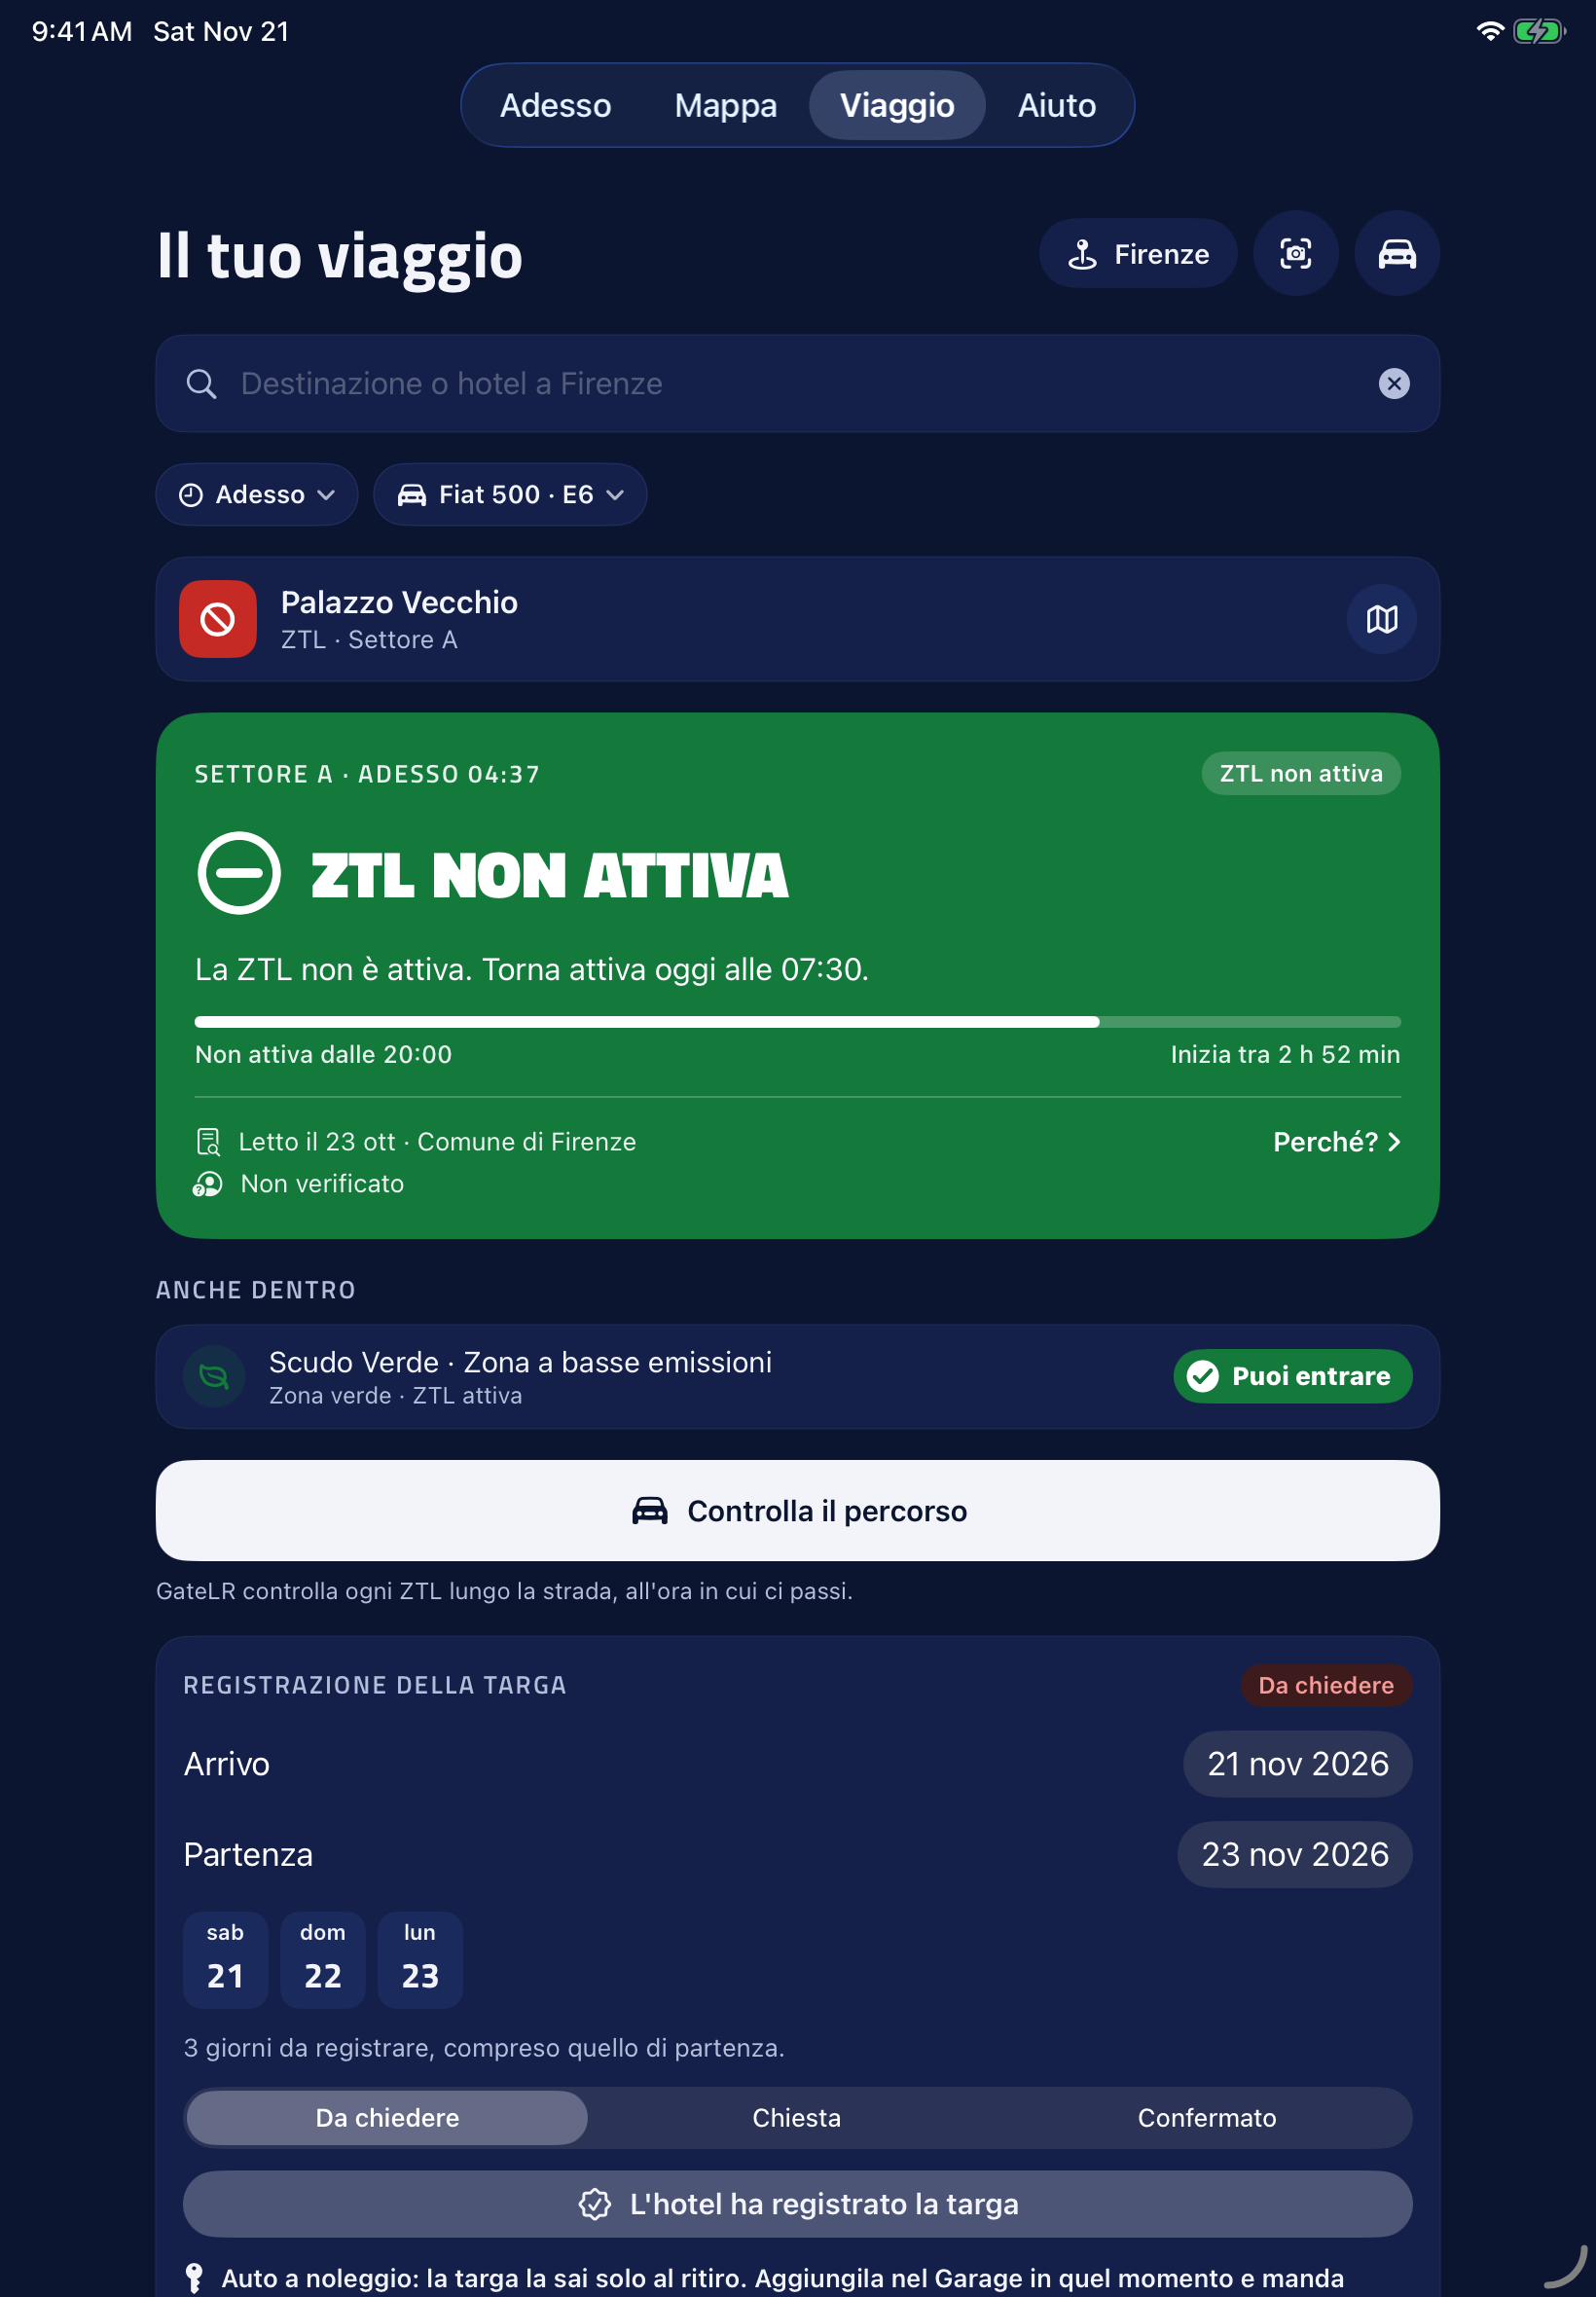 9:41 AM Sat Nov 21
Adesso Mappa Viaggio Aiuto
Il tuo viaggio
Firenze
Destinazione o hotel a Firenze
Adesso
Fiat 500 · E6
Palazzo Vecchio
ZTL · Settore A
SETTORE A · ADESSO 04:37
ZTL non attiva
ZTL NON ATTIVA
La ZTL non è attiva. Torna attiva oggi alle 07:30.
Non attiva dalle 20:00
Inizia tra 2 h 52 min
Letto il 23 ott · Comune di Firenze
Perché?
Non verificato
ANCHE DENTRO
Scudo Verde · Zona a basse emissioni
Zona verde · ZTL attiva
Puoi entrare
Controlla il percorso
GateLR controlla ogni ZTL lungo la strada, all'ora in cui ci passi.
REGISTRAZIONE DELLA TARGA
Da chiedere
Arrivo
21 nov 2026
Partenza
23 nov 2026
sab dom lun
21 22 23
3 giorni da registrare, compreso quello di partenza.
Da chiedere Chiesta Confermato
L'hotel ha registrato la targa
Auto a noleggio: la targa la sai solo al ritiro. Aggiungila nel Garage in quel momento e manda